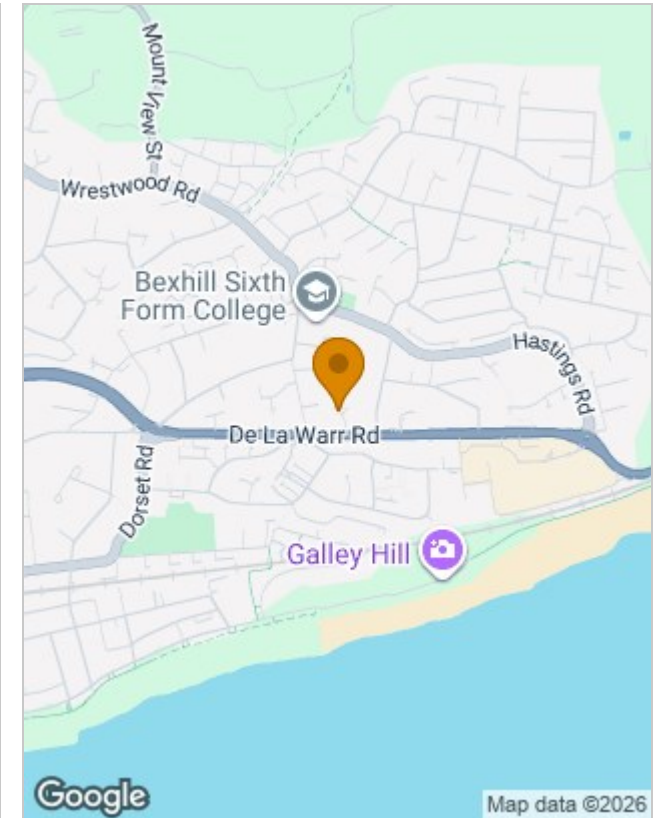 Mount View St
Wrestwood Rd
Bexhill Sixth
Form College
Hastings Rd
De La Warr Rd
Dorset Rd
Galley Hill
Google
Map data ©2026